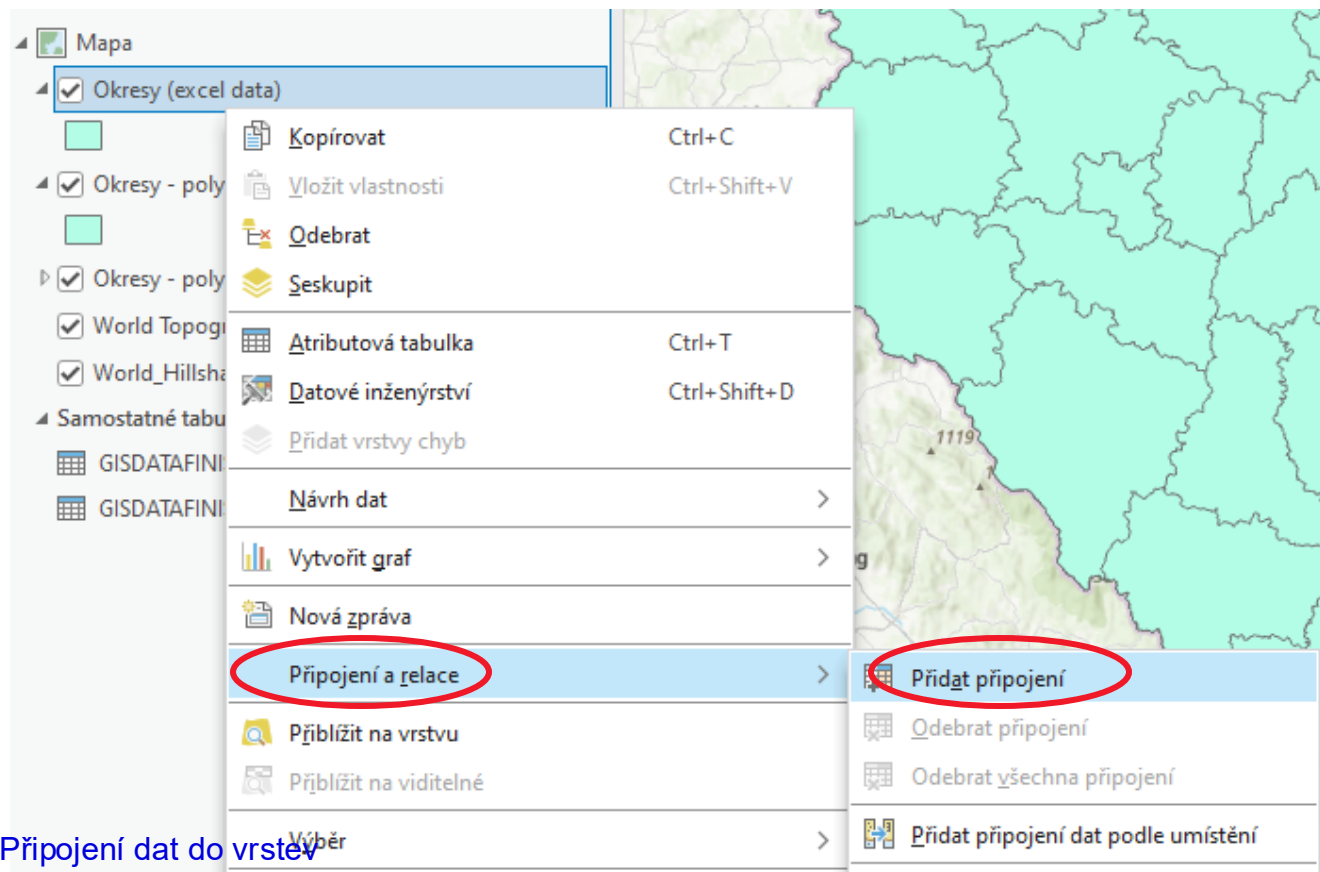 Mapa
Okresy (excel data)
Okresy - poly
Okresy - poly
World Topogr
World_Hillsha
Samostatné tabu
GISDATAFINI
GISDATAFINI
Kopírovat Ctrl+C
Vložit vlastnosti Ctrl+Shift+V
Odebrat
Seskupit
Atributová tabulka Ctrl+T
Datové inženýrství Ctrl+Shift+D
Přidat vrstvy chyb
Návrh dat
Vytvořit graf
Nová zpráva
Připojení a relace
Přiblížit na vrstvu
Přiblížit na viditelné
Výběr
Přidat připojení
Odebrat připojení
Odebrat všechna připojení
Přidat připojení dat podle umístění
1119
Připojení dat do vrstev